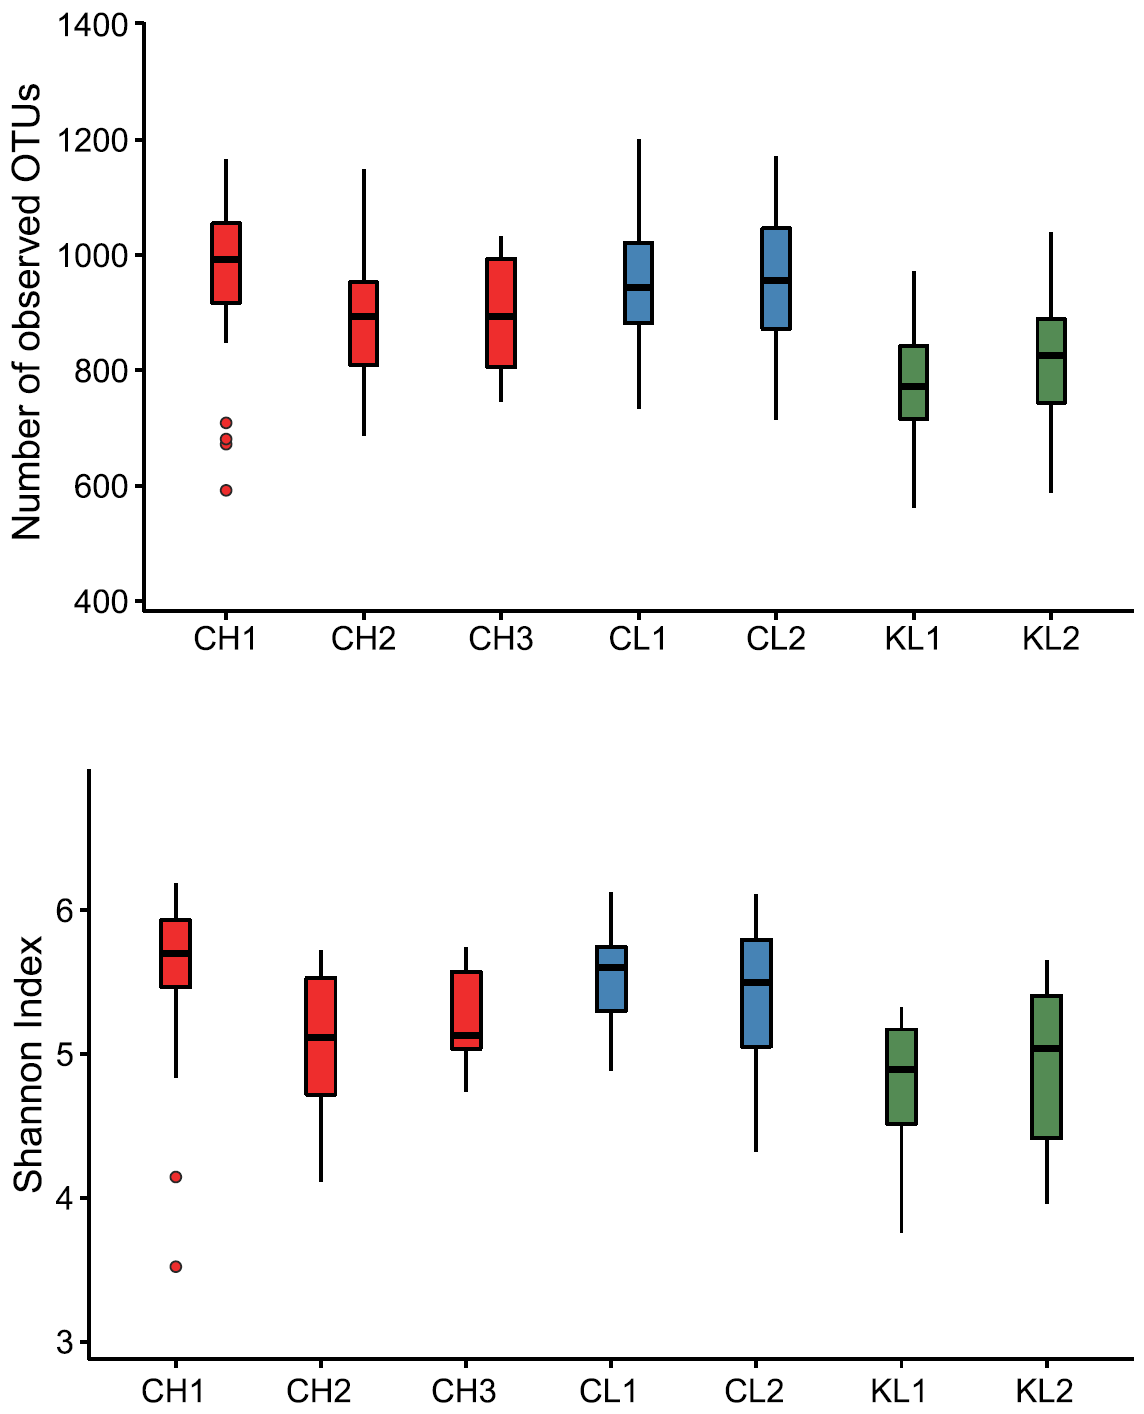 Number of observed OTUs
1400
1200
1000
800
600
400
CH1 CH2 CH3 CL1 CL2 KL1 KL2
Shannon Index
6
5
4
3
CH1 CH2 CH3 CL1 CL2 KL1 KL2